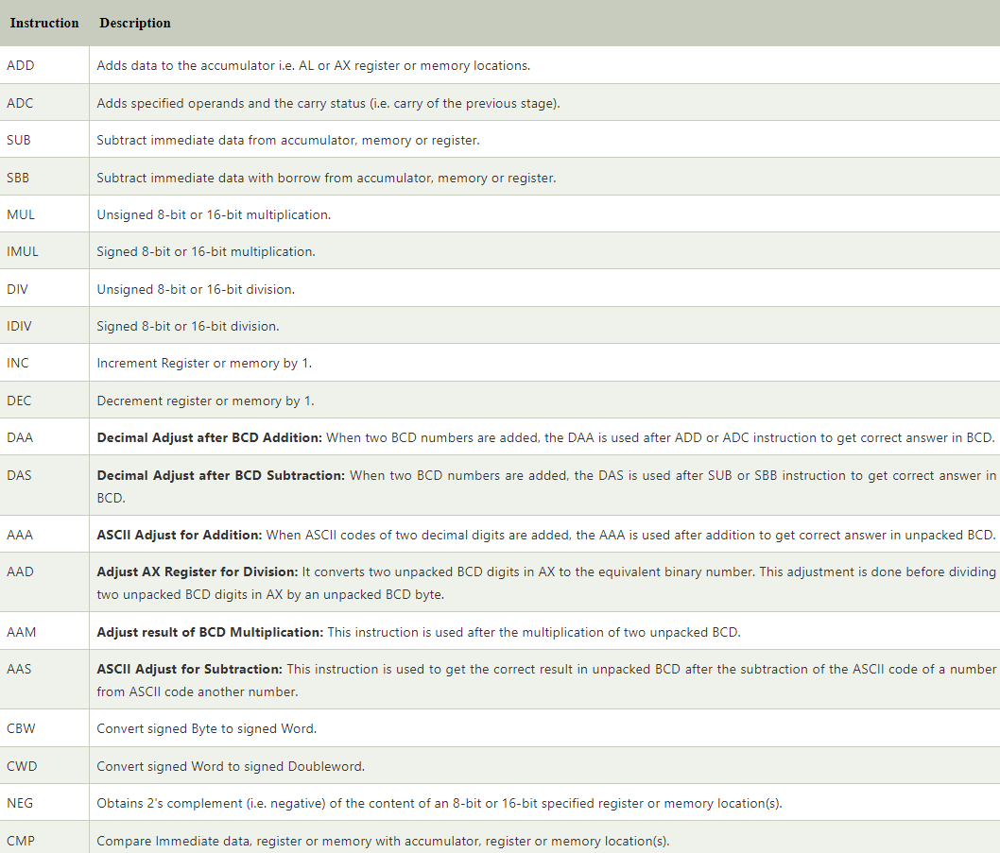 Instruction Description
ADD Adds data to the accumulator i.e. AL or AX register or memory locations.
ADC Adds specified operands and the carry status (i.e. carry of the previous stage).
SUB Subtract immediate data from accumulator, memory or register.
SBB Subtract immediate data with borrow from accumulator, memory or register.
MUL Unsigned 8-bit or 16-bit multiplication.
IMUL Signed 8-bit or 16-bit multiplication.
DIV Unsigned 8-bit or 16-bit division.
IDIV Signed 8-bit or 16-bit division.
INC Increment Register or memory by 1.
DEC Decrement register or memory by 1.
DAA Decimal Adjust after BCD Addition: When two BCD numbers are added, the DAA is used after ADD or ADC instruction to get correct answer in BCD.
DAS Decimal Adjust after BCD Subtraction: When two BCD numbers are added, the DAS is used after SUB or SBB instruction to get correct answer in
BCD.
AAA ASCII Adjust for Addition: When ASCII codes of two decimal digits are added, the AAA is used after addition to get correct answer in unpacked BCD.
AAD Adjust AX Register for Division: It converts two unpacked BCD digits in AX to the equivalent binary number. This adjustment is done before dividing
two unpacked BCD digits in AX by an unpacked BCD byte.
AAM Adjust result of BCD Multiplication: This instruction is used after the multiplication of two unpacked BCD.
AAS ASCII Adjust for Subtraction: This instruction is used to get the correct result in unpacked BCD after the subtraction of the ASCII code of a number
from ASCII code another number.
CBW Convert signed Byte to signed Word.
CWD Convert signed Word to signed Doubleword.
NEG Obtains 2's complement (i.e. negative) of the content of an 8-bit or 16-bit specified register or memory location(s).
CMP Compare Immediate data, register or memory with accumulator, register or memory location(s).